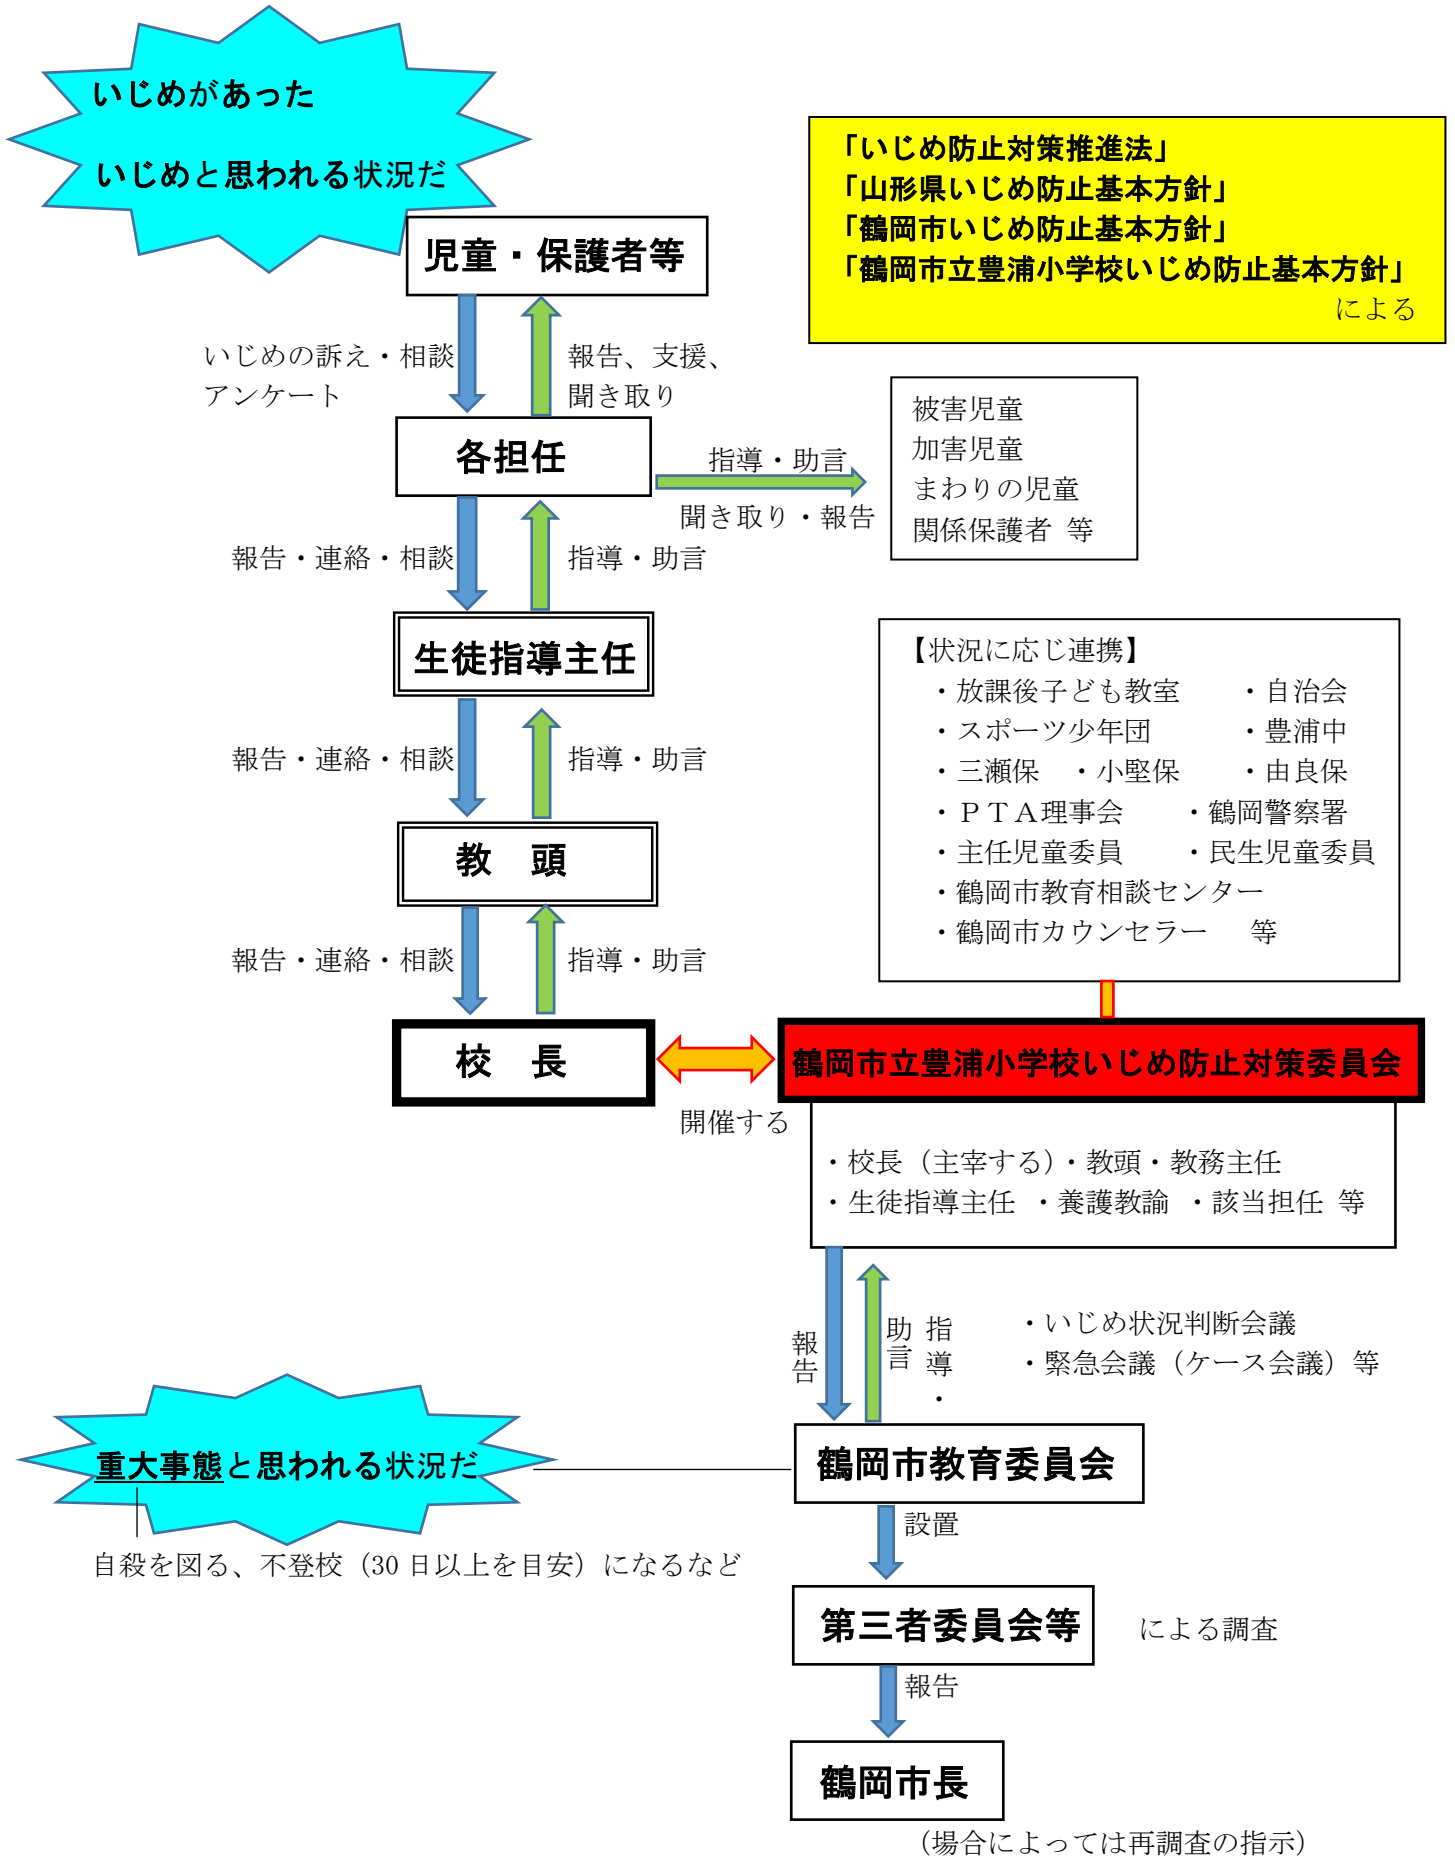 いじめがあった
いじめと思われる状況だ
「いじめ防止対策推進法」
「山形県いじめ防止基本方針」
「鶴岡市いじめ防止基本方針」
「鶴岡市立豊浦小学校いじめ防止基本方針」
による
児童・保護者等
いじめの訴え・相談
アンケート
報告、支援、
聞き取り
被害児童
加害児童
まわりの児童
関係保護者 等
各担任
指導・助言
聞き取り・報告
報告・連絡・相談
指導・助言
生徒指導主任
【状況に応じ連携】
・放課後子ども教室 ・自治会
・スポーツ少年団 ・豊浦中
・三瀬保 ・小堅保 ・由良保
・ＰＴＡ理事会 ・鶴岡警察署
・主任児童委員 ・民生児童委員
・鶴岡市教育相談センター
・鶴岡市カウンセラー 等
報告・連絡・相談
指導・助言
教 頭
報告・連絡・相談
指導・助言
校 長
鶴岡市立豊浦小学校いじめ防止対策委員会
開催する
・校長（主宰する）・教頭・教務主任
・生徒指導主任 ・養護教諭 ・該当担任 等
報告
指導・
助言
・いじめ状況判断会議
・緊急会議（ケース会議）等
重大事態と思われる状況だ
鶴岡市教育委員会
設置
自殺を図る、不登校（30 日以上を目安）になるなど
第三者委員会等
による調査
報告
鶴岡市長
（場合によっては再調査の指示）